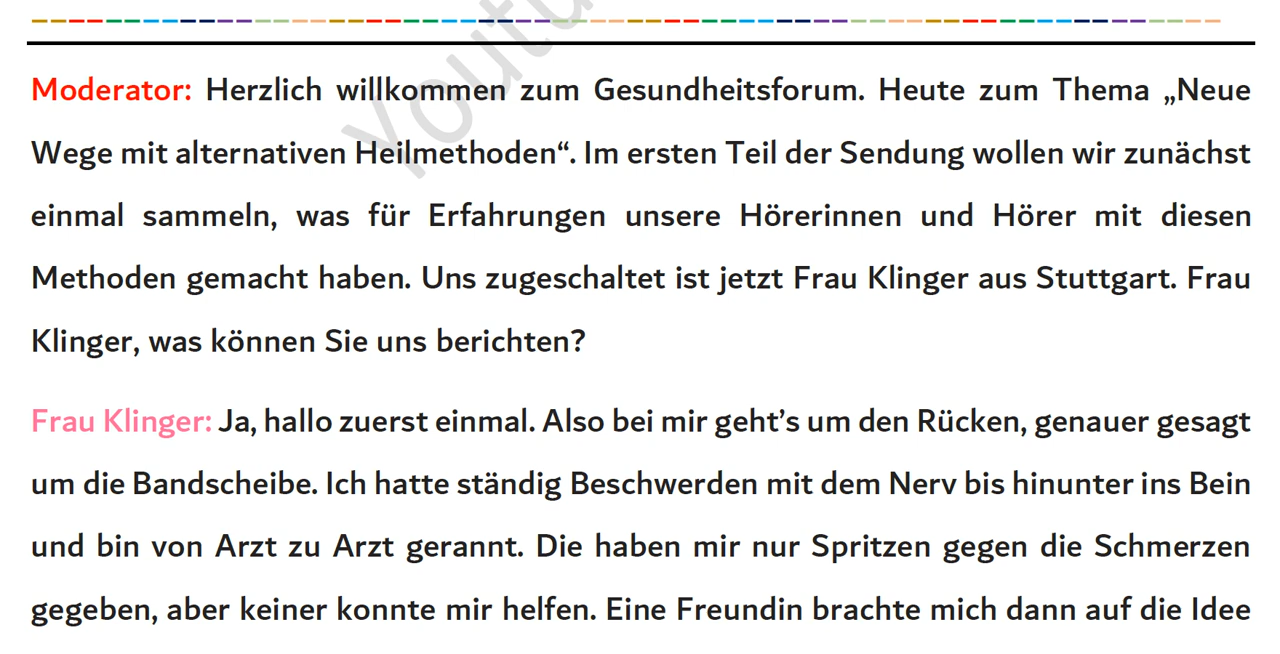 Moderator: Herzlich willkommen zum Gesundheitsforum. Heute zum Thema „Neue
Wege mit alternativen Heilmethoden“. Im ersten Teil der Sendung wollen wir zunächst
einmal sammeln, was für Erfahrungen unsere Hörerinnen und Hörer mit diesen
Methoden gemacht haben. Uns zugeschaltet ist jetzt Frau Klinger aus Stuttgart. Frau
Klinger, was können Sie uns berichten?
Frau Klinger: Ja, hallo zuerst einmal. Also bei mir geht’s um den Rücken, genauer gesagt
um die Bandscheibe. Ich hatte ständig Beschwerden mit dem Nerv bis hinunter ins Bein
und bin von Arzt zu Arzt gerannt. Die haben mir nur Spritzen gegen die Schmerzen
gegeben, aber keiner konnte mir helfen. Eine Freundin brachte mich dann auf die Idee